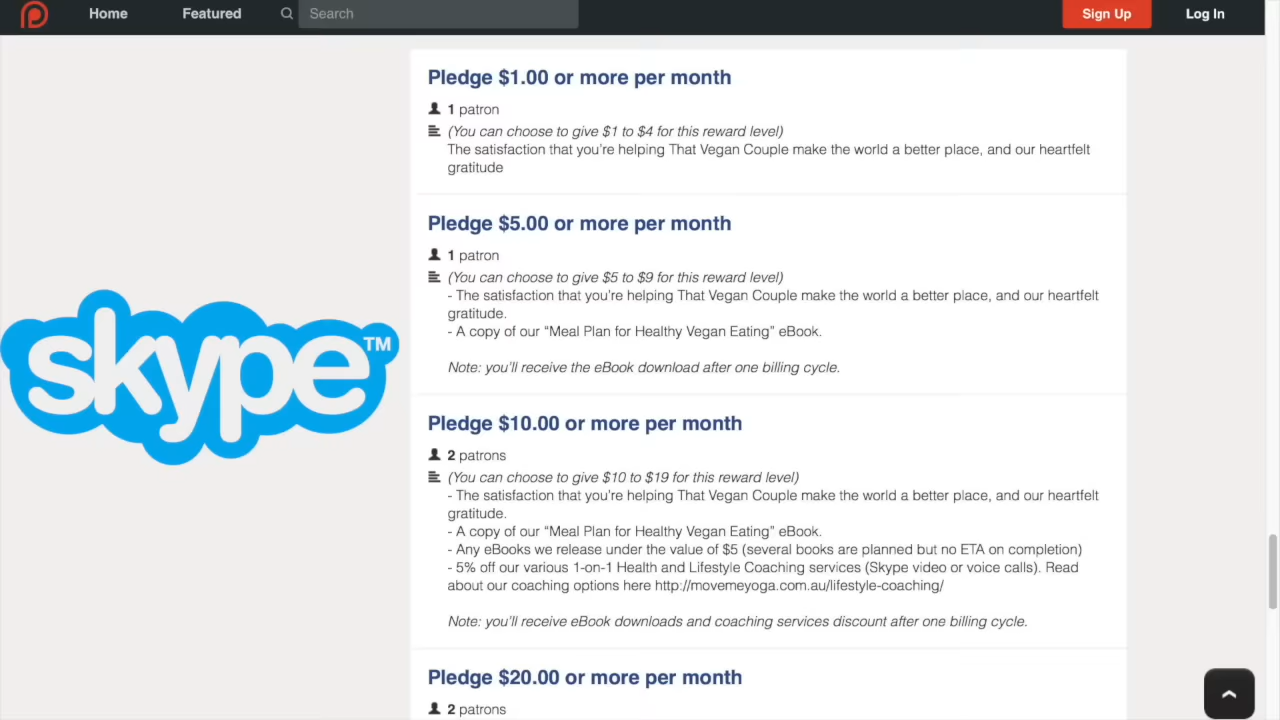 Home Featured Search Sign Up Log In
Pledge $1.00 or more per month
1 patron
(You can choose to give $1 to $4 for this reward level)
The satisfaction that you’re helping That Vegan Couple make the world a better place, and our heartfelt
gratitude
Pledge $5.00 or more per month
1 patron
(You can choose to give $5 to $9 for this reward level)
- The satisfaction that you’re helping That Vegan Couple make the world a better place, and our heartfelt
gratitude.
- A copy of our “Meal Plan for Healthy Vegan Eating” eBook.
Note: you’ll receive the eBook download after one billing cycle.
skype™
Pledge $10.00 or more per month
2 patrons
(You can choose to give $10 to $19 for this reward level)
- The satisfaction that you’re helping That Vegan Couple make the world a better place, and our heartfelt
gratitude.
- A copy of our “Meal Plan for Healthy Vegan Eating” eBook.
- Any eBooks we release under the value of $5 (several books are planned but no ETA on completion)
- 5% off our various 1-on-1 Health and Lifestyle Coaching services (Skype video or voice calls). Read
about our coaching options here http://movemeyoga.com.au/lifestyle-coaching/
Note: you’ll receive eBook downloads and coaching services discount after one billing cycle.
Pledge $20.00 or more per month
2 patrons